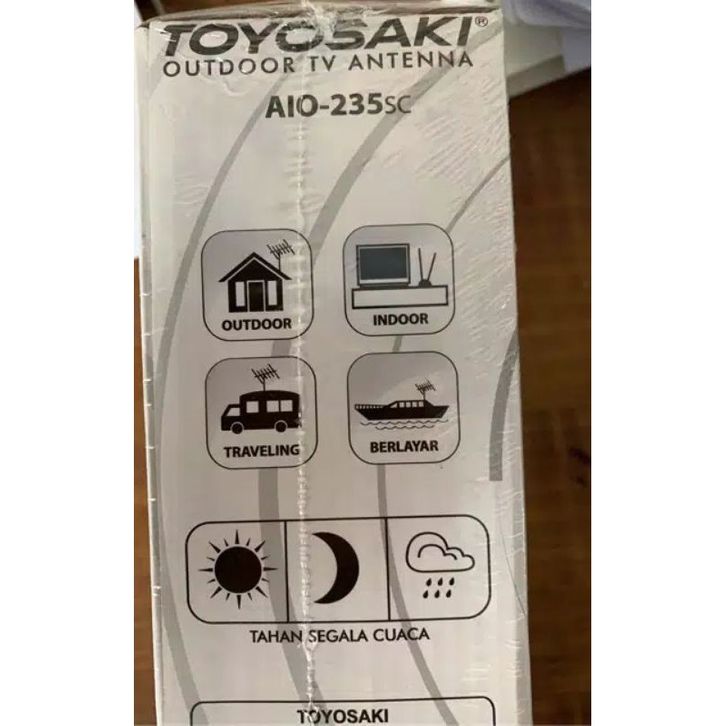 TOYOSAKI®
OUTDOOR TV ANTENNA
AIO-235SC
OUTDOOR
INDOOR
TRAVELING
BERLAYAR
TAHAN SEGALA CUACA
TOYOSAKI